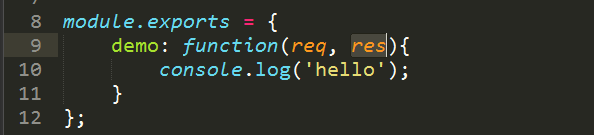 8 module.exports = {
9 demo: function(req, res){
10 console.log('hello');
11 }
12 };